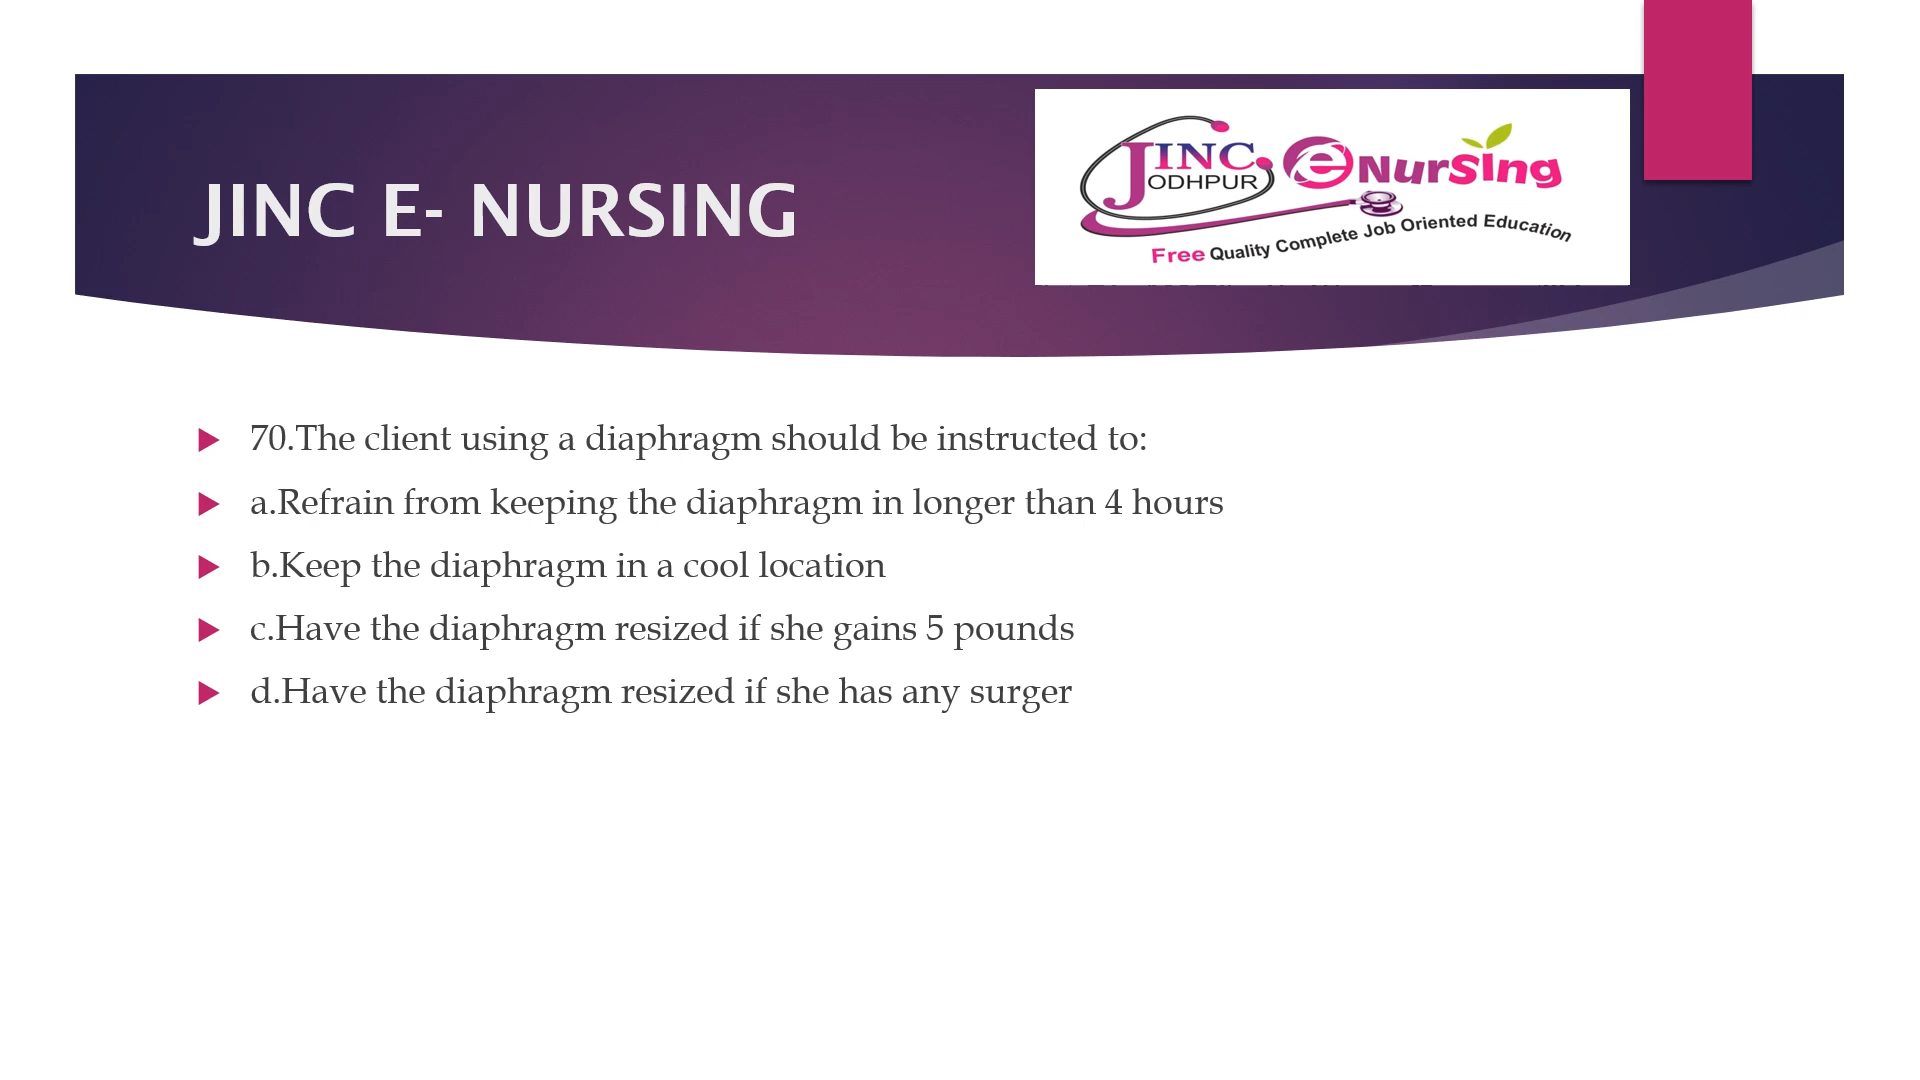 JINC E- NURSING
JINC
ODHPUR
e NurSIng
Free Quality Complete Job Oriented Education
70.The client using a diaphragm should be instructed to:
a.Refrain from keeping the diaphragm in longer than 4 hours
b.Keep the diaphragm in a cool location
c.Have the diaphragm resized if she gains 5 pounds
d.Have the diaphragm resized if she has any surger